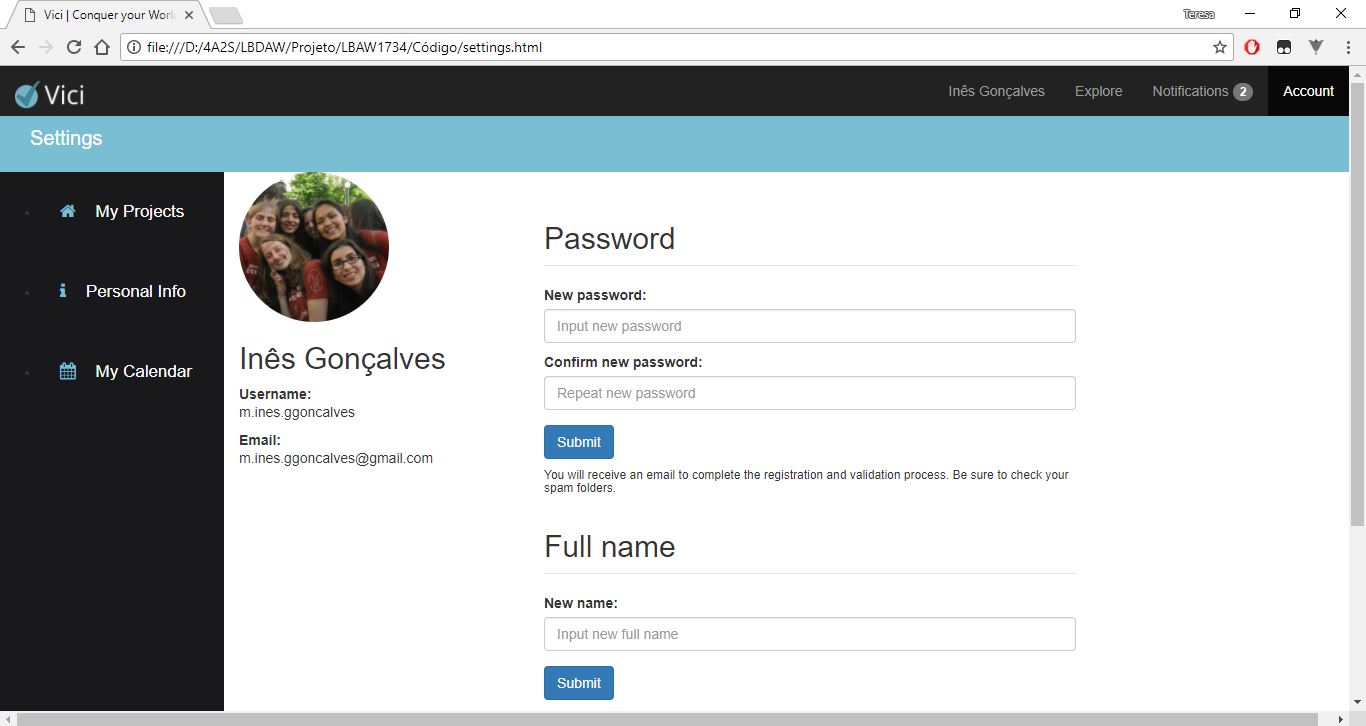 Vici | Conquer your Worl
Teresa
file:///D:/4A2S/LBDAW/Projeto/LBAW1734/Código/settings.html
Vici
Inês Gonçalves
Explore
Notifications 2
Account
Settings
My Projects
Personal Info
My Calendar
Inês Gonçalves
Username:
m.ines.ggoncalves
Email:
m.ines.ggoncalves@gmail.com
Password
New password:
Input new password
Confirm new password:
Repeat new password
Submit
You will receive an email to complete the registration and validation process. Be sure to check your
spam folders.
Full name
New name:
Input new full name
Submit